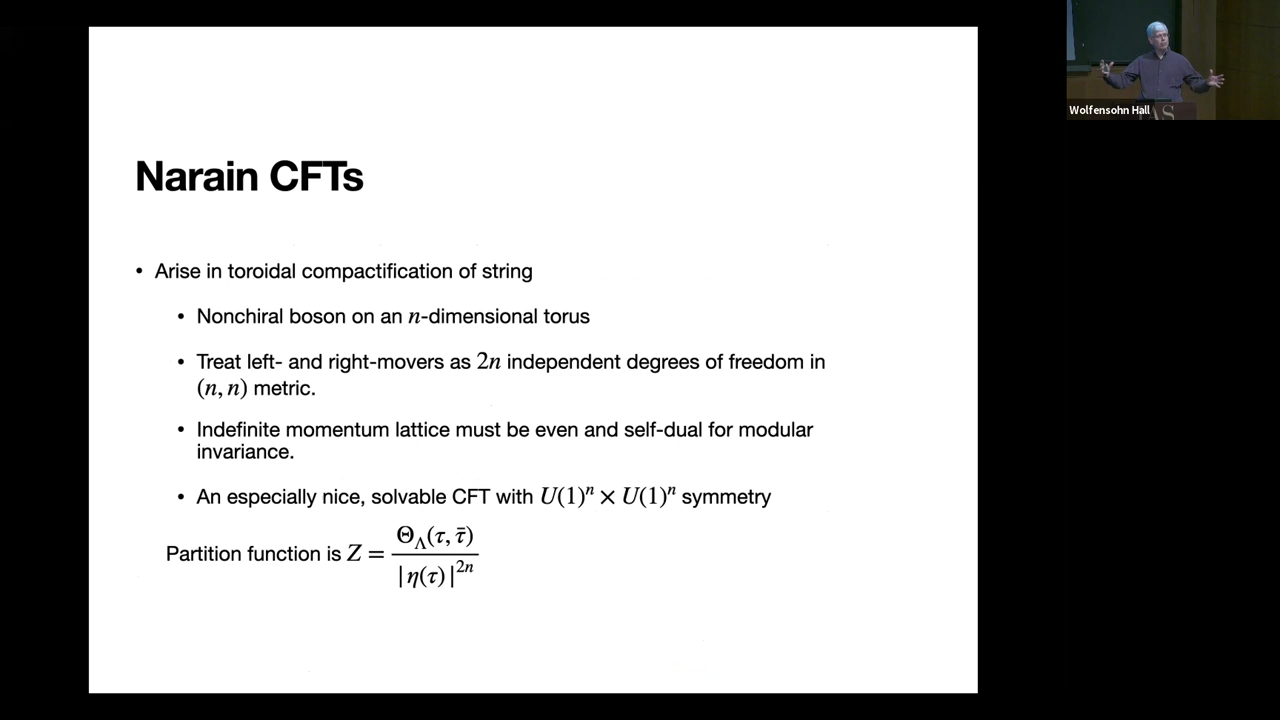 Narain CFTs
• Arise in toroidal compactification of string
• Nonchiral boson on an n-dimensional torus
• Treat left- and right-movers as 2n independent degrees of freedom in
(n, n) metric.
• Indefinite momentum lattice must be even and self-dual for modular
invariance.
• An especially nice, solvable CFT with U(1)ⁿ × U(1)ⁿ symmetry
Partition function is Z = Θ_Λ(τ, τ̄) / |η(τ)|²ⁿ
Wolfensohn Hall
IAS